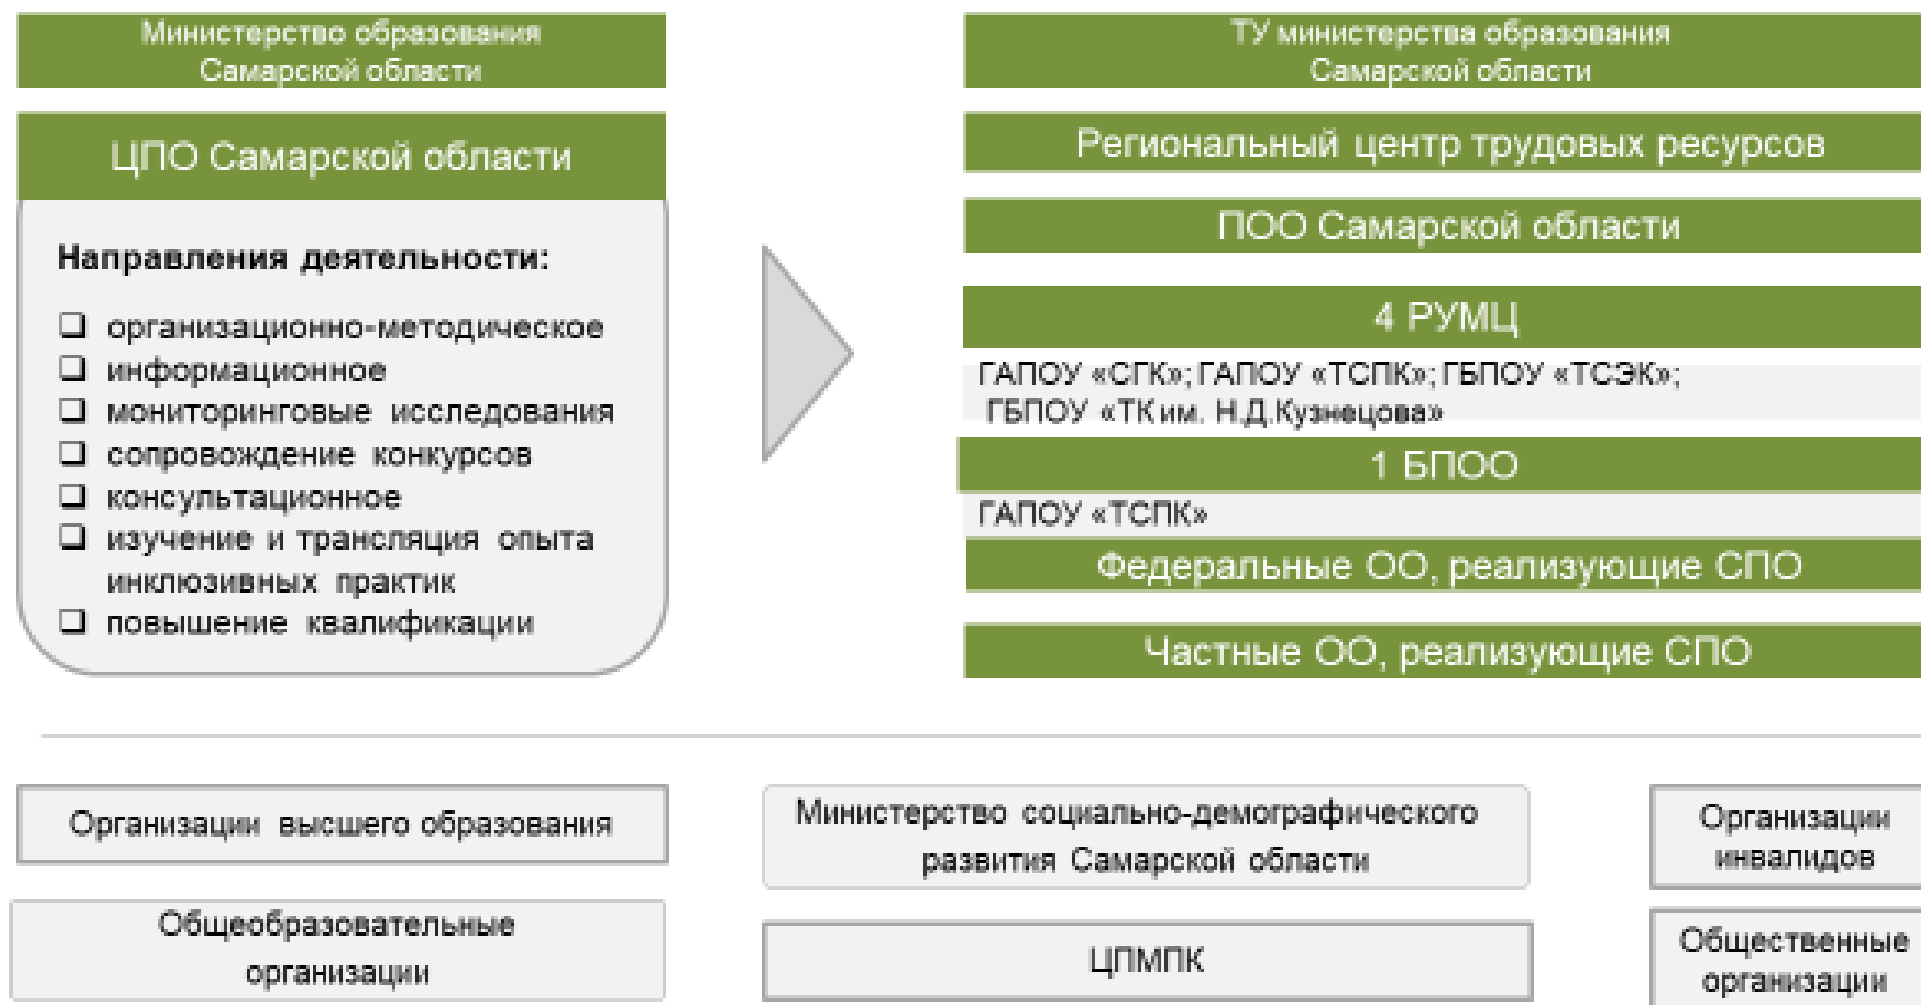 Министерство образования
Самарской области
ЦПО Самарской области
Направления деятельности:
организационно-методическое
информационное
мониторинговые исследования
сопровождение конкурсов
консультационное
изучение и трансляция опыта
инклюзивных практик
повышение квалификации
ТУ министерства образования
Самарской области
Региональный центр трудовых ресурсов
ПОО Самарской области
4 РУМЦ
ГАПОУ «СГК»; ГАПОУ «ТСПК»; ГБПОУ «ТСЭК»;
ГБПОУ «ТК им. Н.Д.Кузнецова»
1 БПОО
ГАПОУ «ТСПК»
Федеральные ОО, реализующие СПО
Частные ОО, реализующие СПО
Организации высшего образования
Министерство социально-демографического
развития Самарской области
Организации
инвалидов
Общеобразовательные
организации
ЦПМПК
Общественные
организации